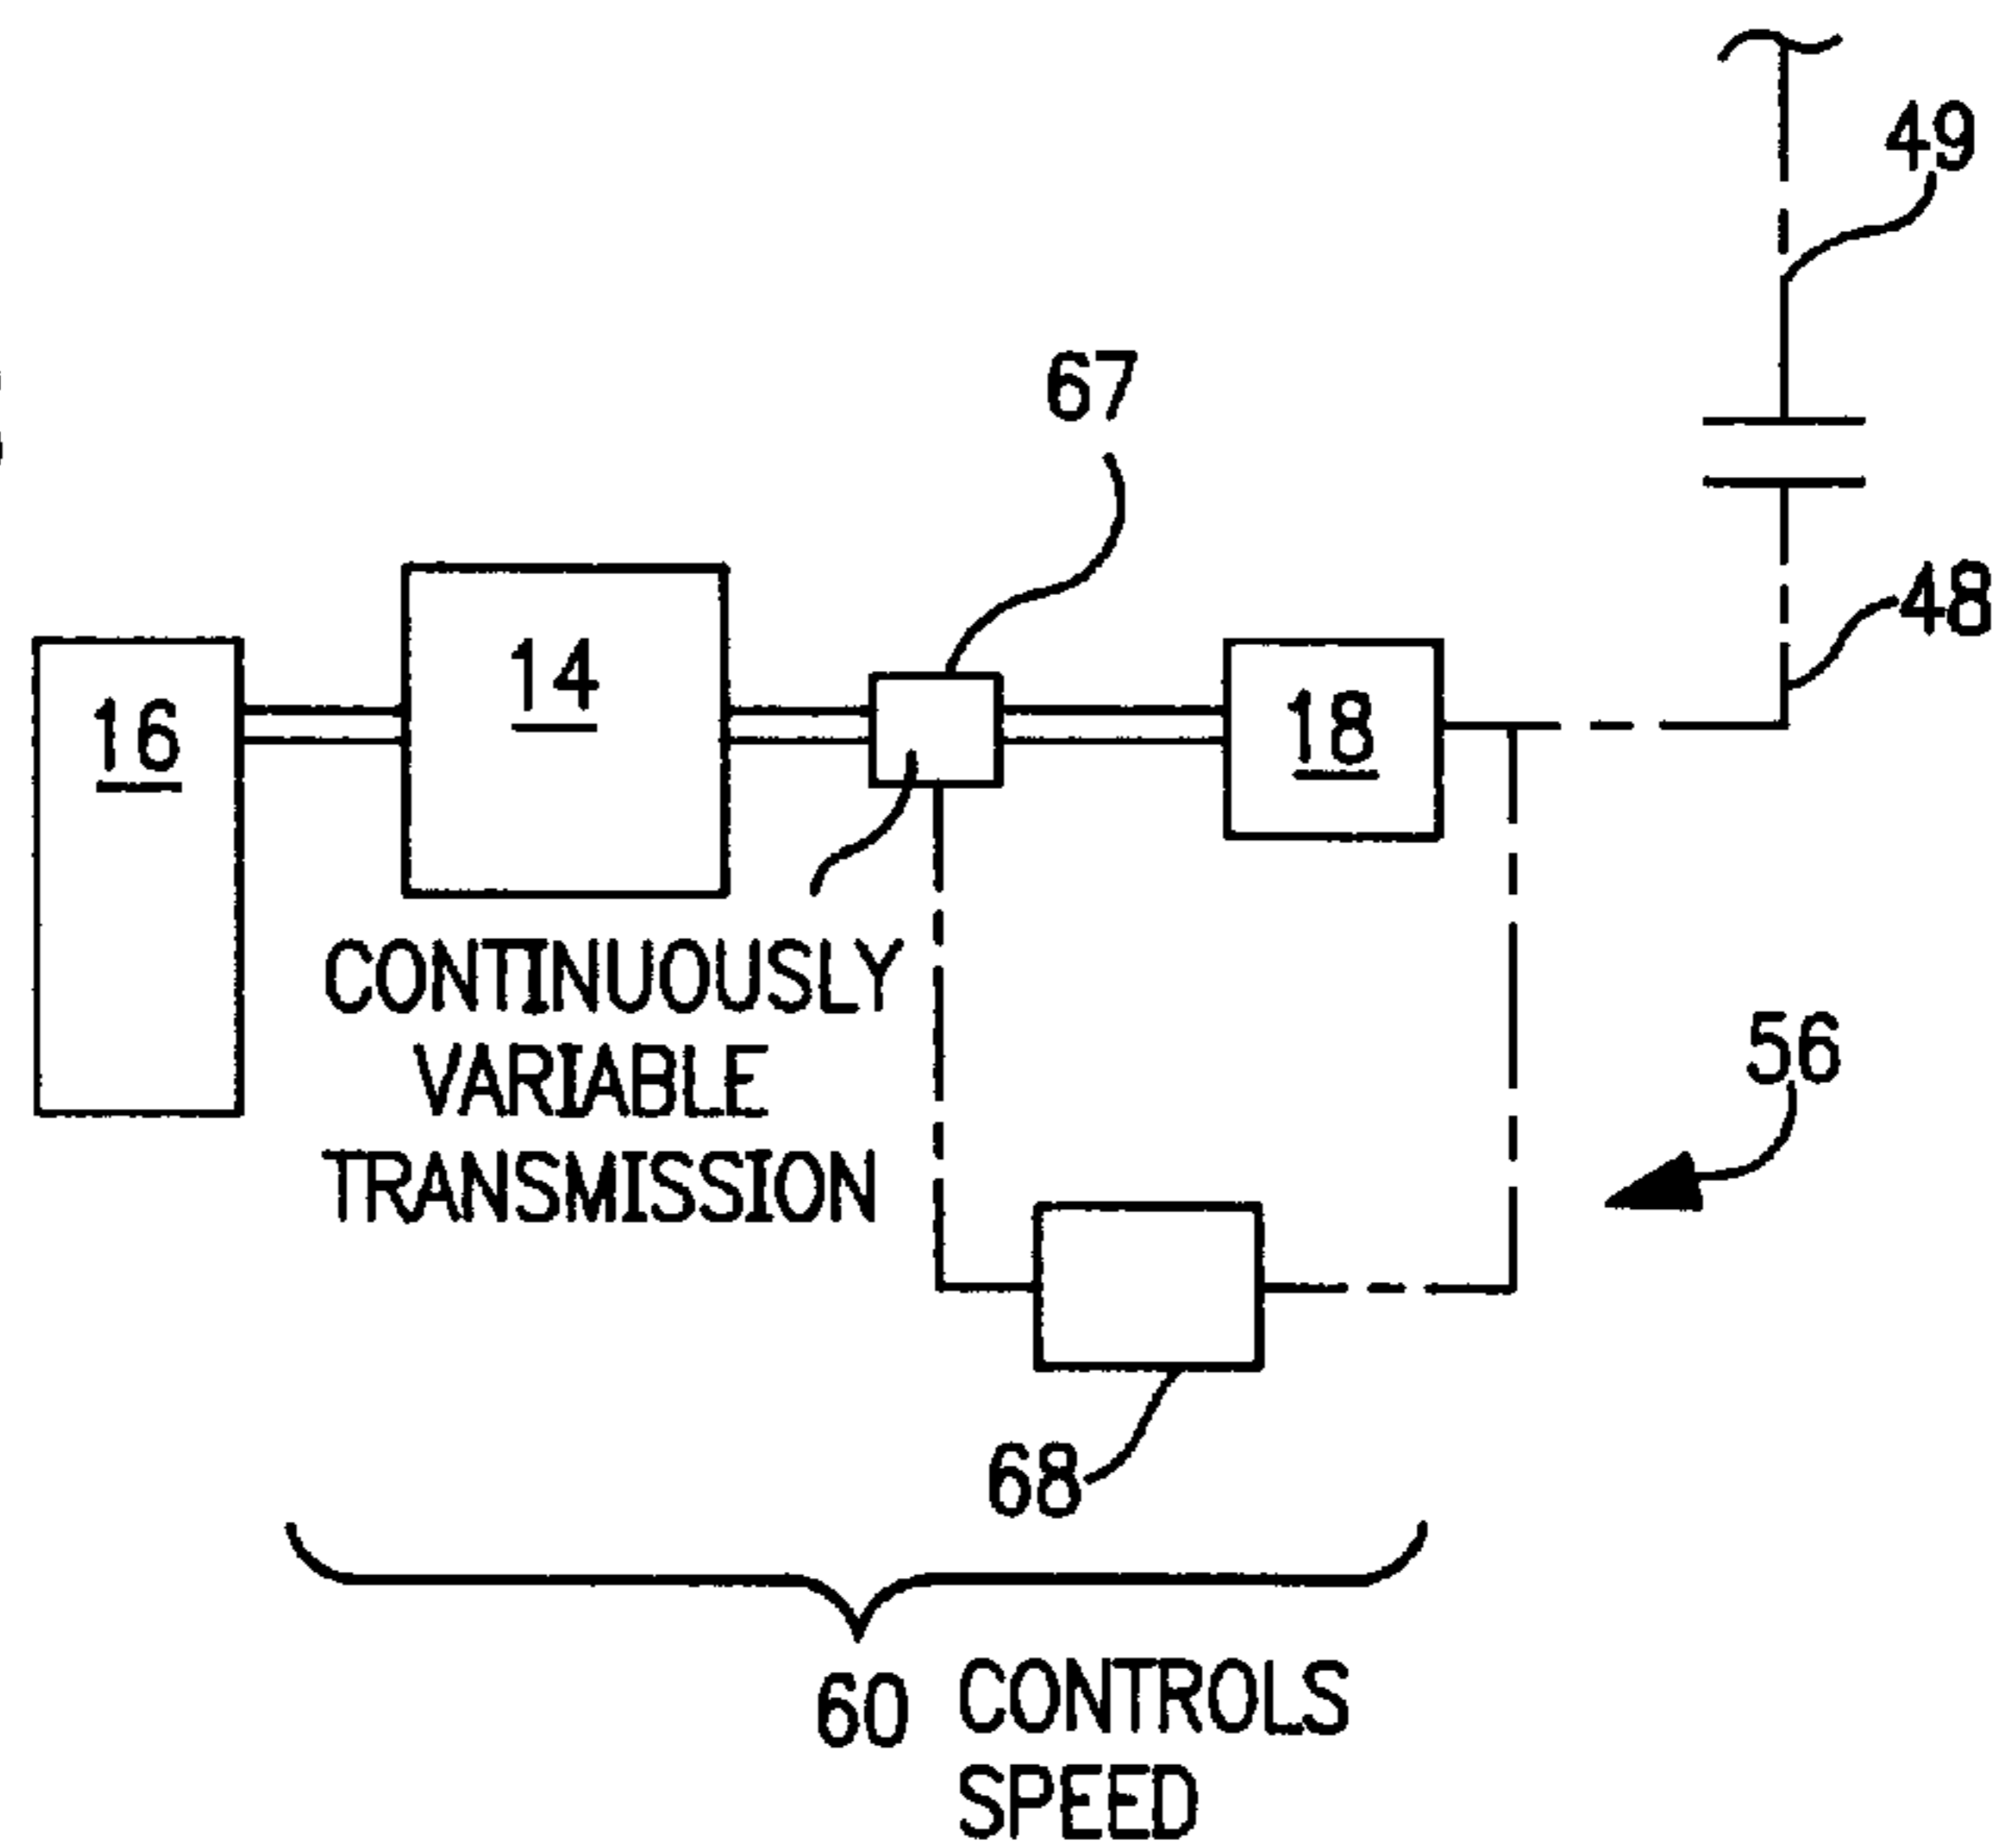 49
67
48
16
14
18
CONTINUOUSLY
VARIABLE
TRANSMISSION
56
68
60 CONTROLS
SPEED